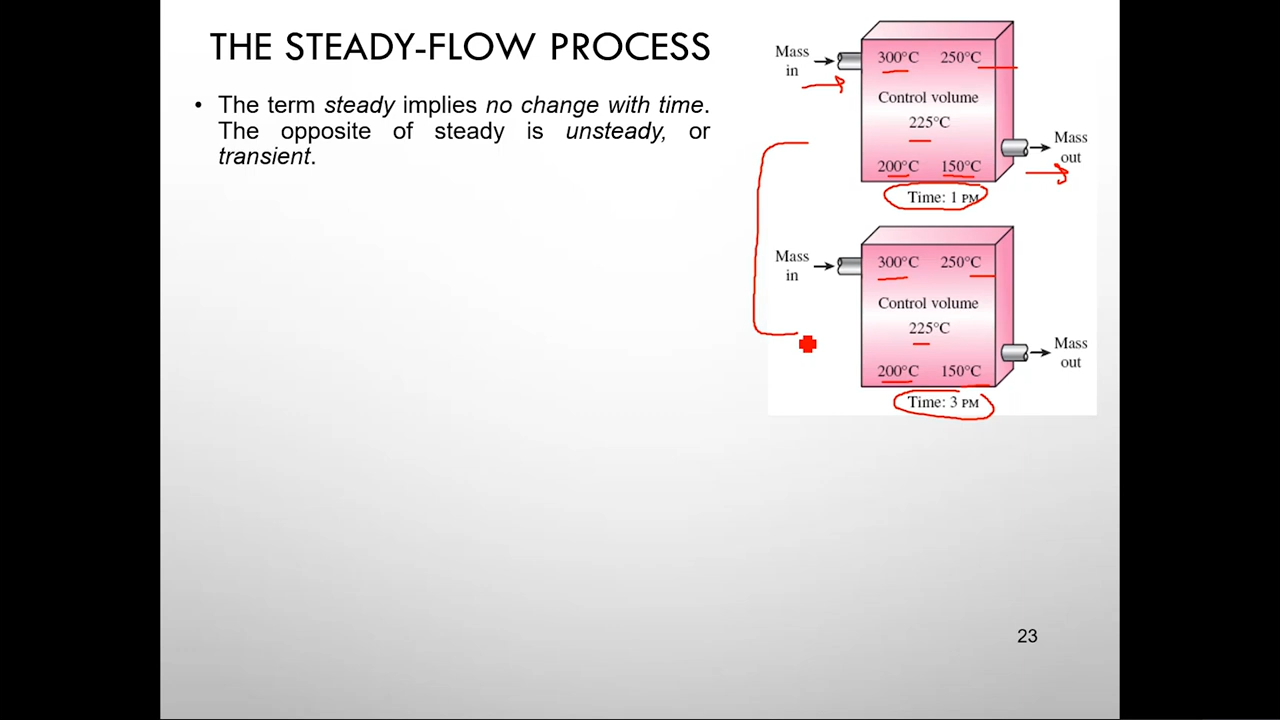 THE STEADY-FLOW PROCESS
• The term steady implies no change with time.
The opposite of steady is unsteady, or
transient.
Mass
in
300°C 250°C
Control volume
225°C
200°C 150°C
Mass
out
Time: 1 PM
Mass
in
300°C 250°C
Control volume
225°C
200°C 150°C
Mass
out
Time: 3 PM
23